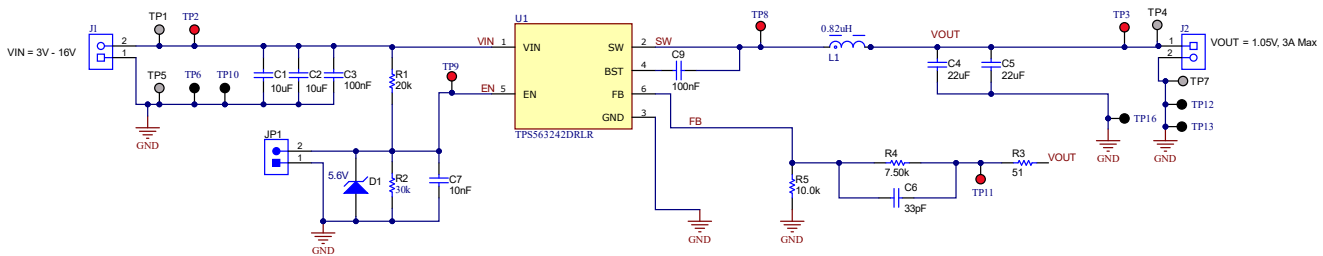 J1
VIN = 3V - 16V
2
1
TP1
TP2
TP5
TP6
TP10
GND
C1
10uF
C2
10uF
C3
100nF
R1
20k
VIN
1
TP9
EN
5
U1
VIN
EN
SW
BST
FB
GND
TPS563242DRLR
2
SW
4
6
3
C9
100nF
TP8
0.82uH
L1
VOUT
C4
22uF
C5
22uF
TP3
TP4
J2
1
2
VOUT = 1.05V, 3A Max
TP7
TP12
TP16
TP13
GND
GND
JP1
2
1
5.6V
D1
R2
30k
C7
10nF
GND
FB
GND
R5
10.0k
GND
R4
7.50k
C6
33pF
TP11
R3
51
VOUT